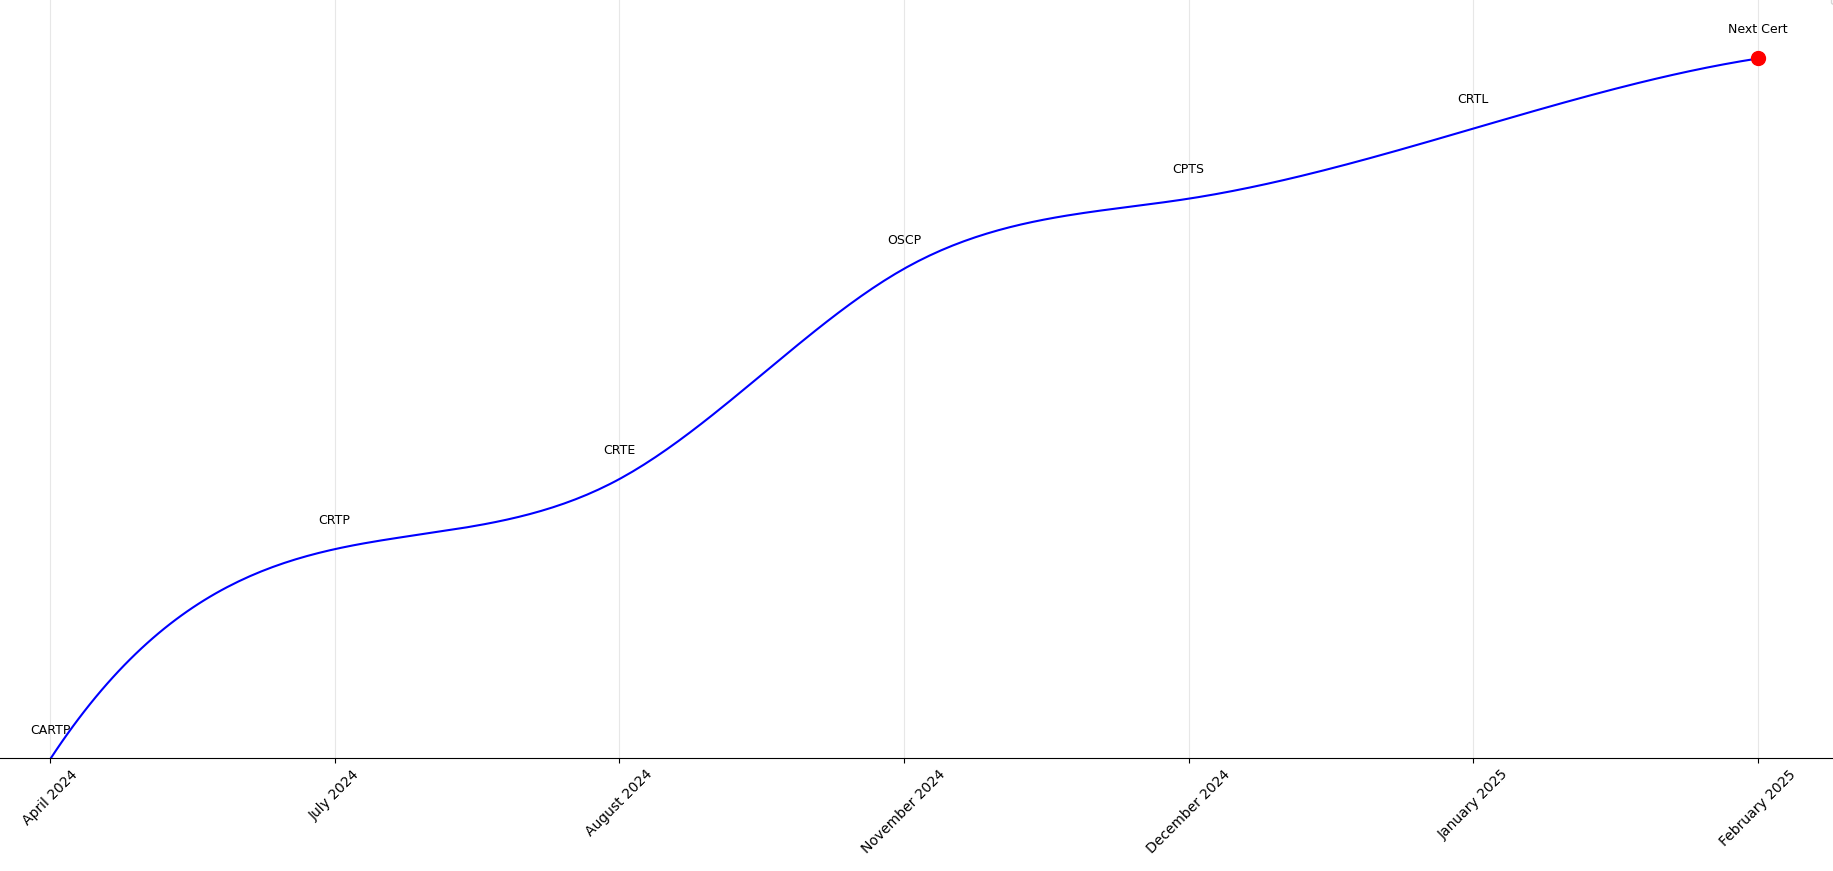 Next Cert
CRTL
CPTS
OSCP
CRTE
CRTP
CARTP
April 2024
July 2024
August 2024
November 2024
December 2024
January 2025
February 2025